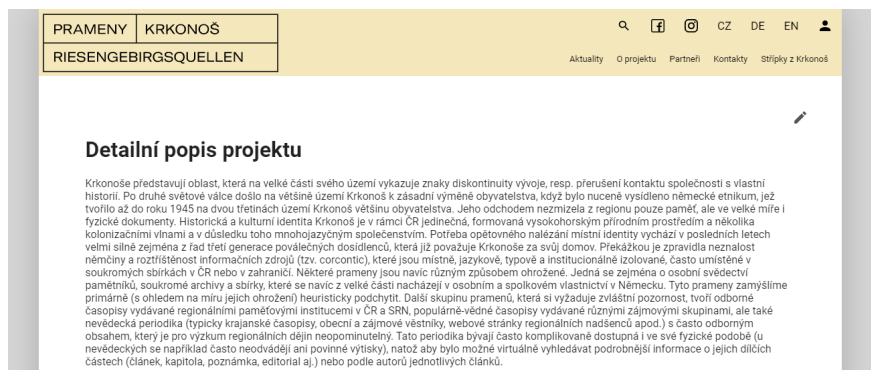 PRAMENY KRKONOŠ
RIESENGEBIRGSQUELLEN
CZ DE EN
Aktuality O projektu Partneři Kontakty Střípky z Krkonoš
Detailní popis projektu
Krkonoše představují oblast, která na velké části svého území vykazuje znaky diskontinuity vývoje, resp. přerušení kontaktu společnosti s vlastní
historií. Po druhé světové válce došlo na většině území Krkonoš k zásadní výměně obyvatelstva, když bylo nuceně vysídleno německé etnikum, jež
tvořilo až do roku 1945 na dvou třetinách území Krkonoš většinu obyvatelstva. Jeho odchodem nezmizela z regionu pouze paměť, ale ve velké míře i
fyzické dokumenty. Historická a kulturní identita Krkonoš je v rámci ČR jedinečná, formovaná vysokohorským přírodním prostředím a několika
kolonizačními vlnami a v důsledku toho mnohojazyčným společenstvím. Potřeba opětovného nalézání místní identity vychází v posledních letech
velmi silně zejména z řad třetí generace poválečných dosídlenců, která již považuje Krkonoše za svůj domov. Překážkou je zpravidla neznalost
němčiny a roztříštěnost informačních zdrojů (tzv. corcontic), které jsou místně, jazykově, typově a institucionálně izolované, často umístěné v
soukromých sbírkách v ČR nebo v zahraničí. Některé prameny jsou navíc různým způsobem ohrožené. Jedná se zejména o osobní svědectví
pamětníků, soukromé archivy a sbírky, které se navíc z velké části nacházejí v osobním a spolkovém vlastnictví v Německu. Tyto prameny zamýšlíme
primárně (s ohledem na míru jejich ohrožení) heuristicky podchytit. Další skupinu pramenů, která si vyžaduje zvláštní pozornost, tvoří odborné
časopisy vydávané regionálními paměťovými institucemi v ČR a SRN, populárně-vědné časopisy vydávané různými zájmovými skupinami, ale také
nevědecká periodika (typicky krajanské časopisy, obecní a zájmové věstníky, webové stránky regionálních nadšenců apod.) s často odborným
obsahem, který je pro výzkum regionálních dějin neopominutelný. Tato periodika bývají často komplikovaně dostupná i ve své fyzické podobě (u
nevědeckých se například často neodvádějí ani povinné výtisky), natož aby bylo možné virtuálně vyhledávat podrobnější informace o jejich dílčích
částech (článek, kapitola, poznámka, editorial aj.) nebo podle autorů jednotlivých článků.